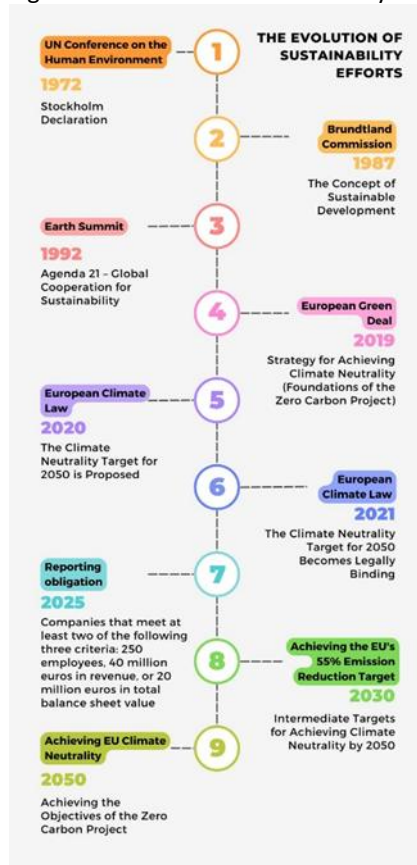 THE EVOLUTION OF
SUSTAINABILITY
EFFORTS
1
UN Conference on the
Human Environment
1972
Stockholm
Declaration
2
Brundtland
Commission
1987
The Concept of
Sustainable
Development
3
Earth Summit
1992
Agenda 21 – Global
Cooperation for
Sustainability
4
European Green
Deal
2019
Strategy for Achieving
Climate Neutrality
(Foundations of the
Zero Carbon Project)
5
European Climate
Law
2020
The Climate
Neutrality Target for
2050 is Proposed
6
European
Climate Law
2021
The Climate Neutrality
Target for 2050
Becomes Legally
Binding
7
Reporting
obligation
2025
Companies that meet at
least two of the following
three criteria: 250
employees, 40 million
euros in revenue, or 20
million euros in total
balance sheet value
8
Achieving the EU's
55% Emission
Reduction Target
2030
Intermediate Targets
for Achieving Climate
Neutrality by 2050
9
Achieving EU Climate
Neutrality
2050
Achieving the
Objectives of the Zero
Carbon Project